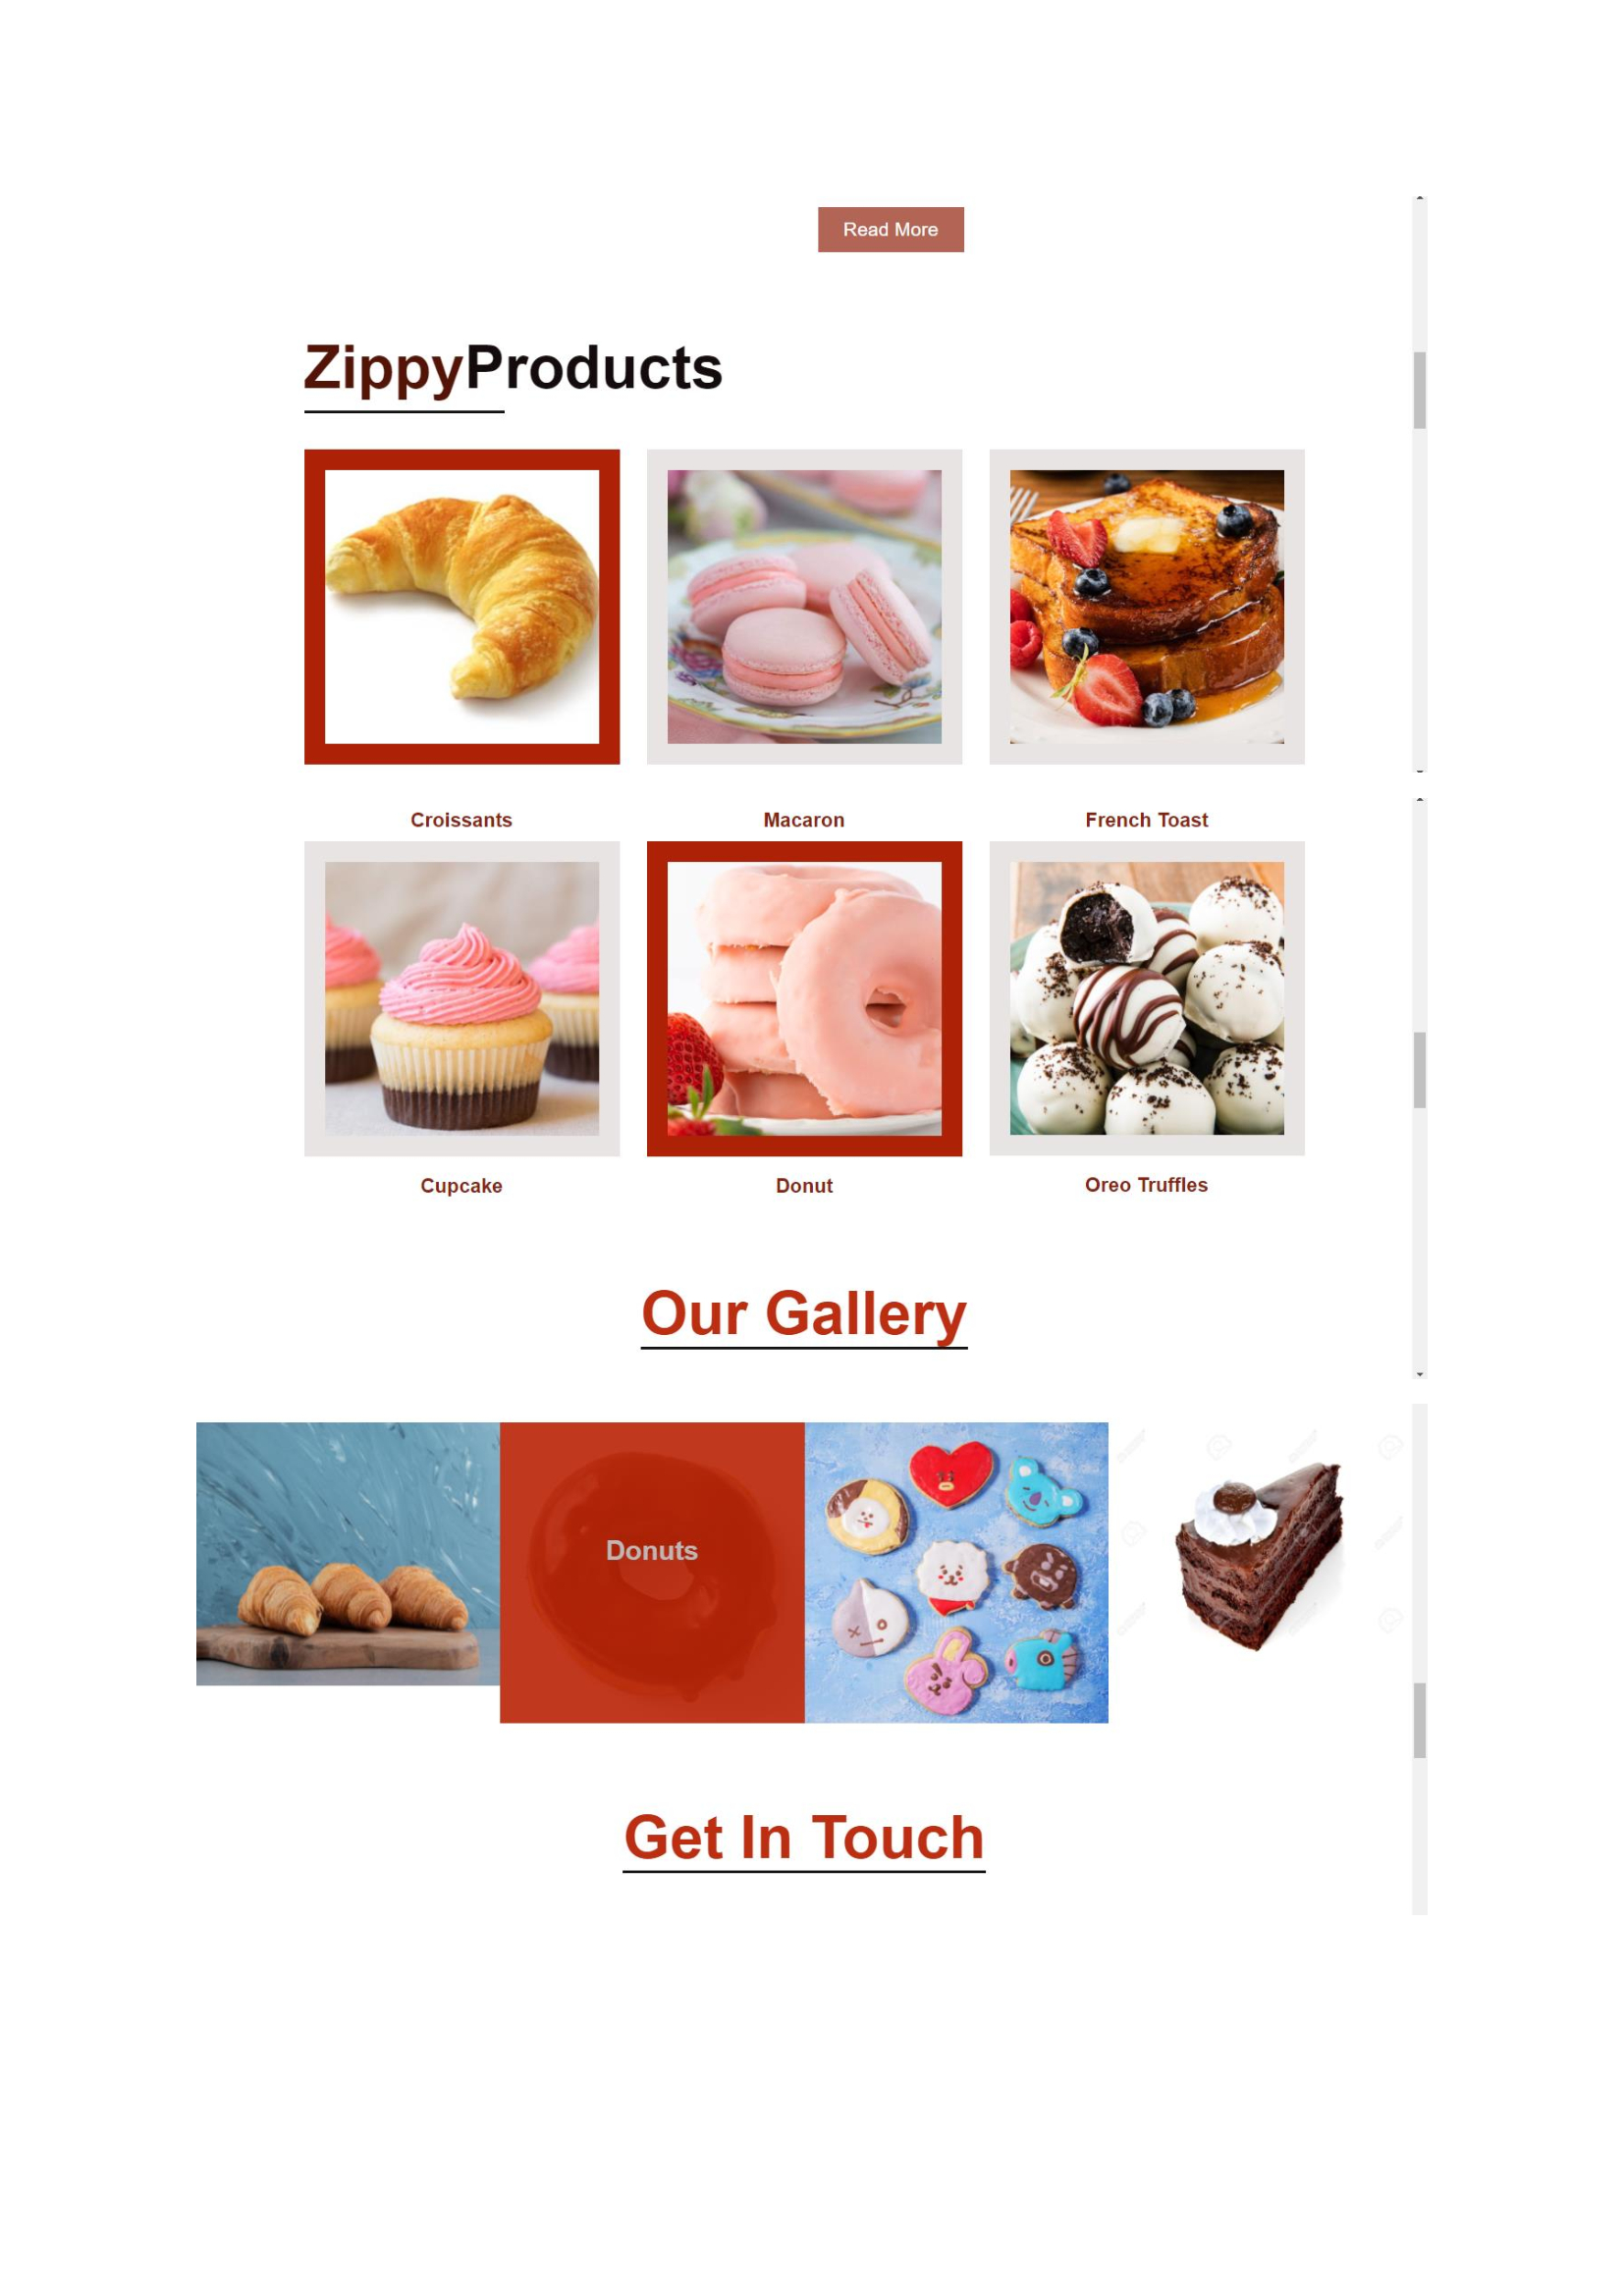 Read More
ZippyProducts
Croissants Macaron French Toast
Cupcake Donut Oreo Truffles
Our Gallery
Donuts
Get In Touch